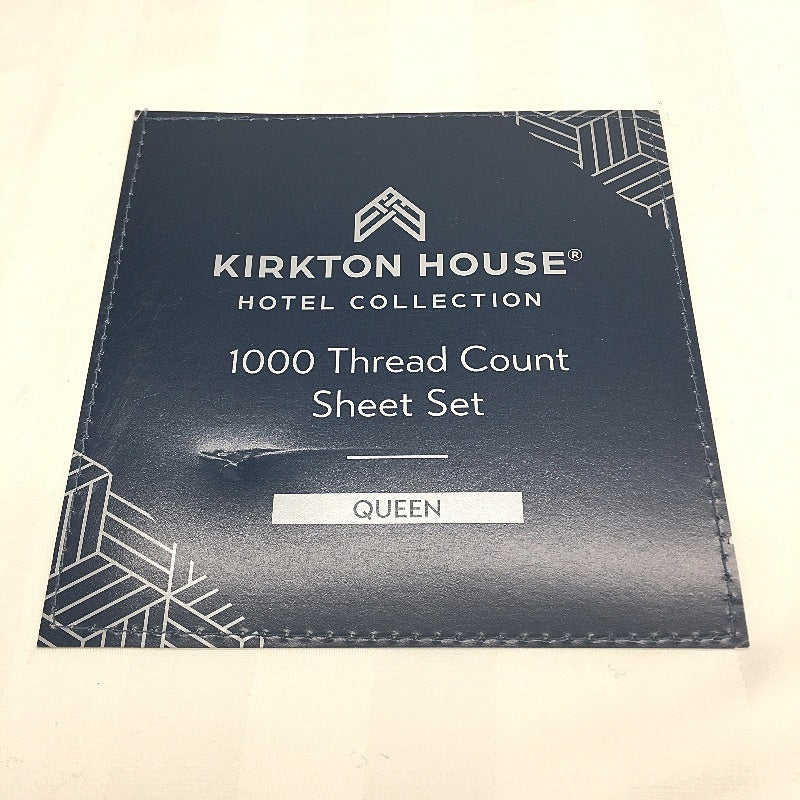 KIRKTON HOUSE®
HOTEL COLLECTION
1000 Thread Count
Sheet Set
QUEEN